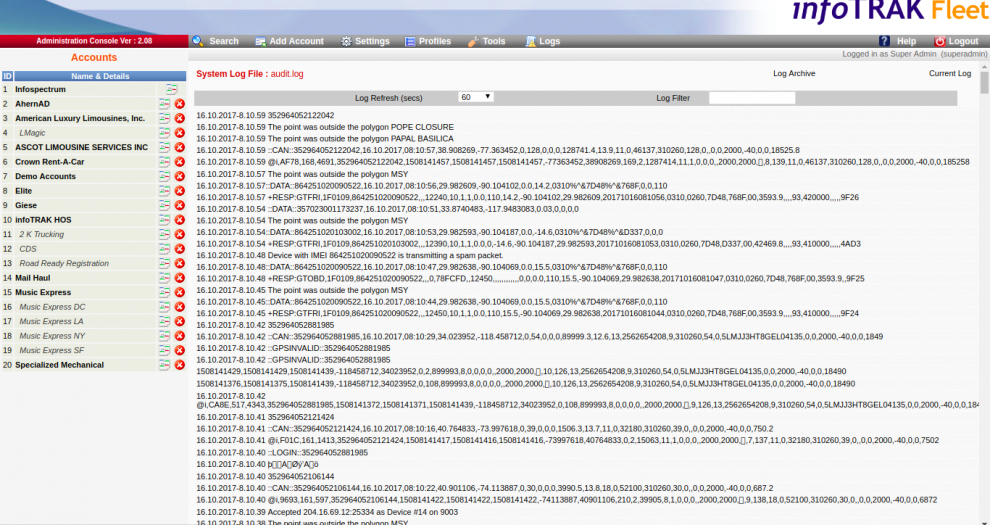 infoTRAK Fleet
Administration Console Ver : 2.08
Search Add Account Settings Profiles Tools Logs Help Logout
Logged in as Super Admin (superadmin)
Accounts
ID Name & Details
1 Infospectrum
2 AhernAD
3 American Luxury Limousines, Inc.
4 LMagic
5 ASCOT LIMOUSINE SERVICES INC
6 Crown Rent-A-Car
7 Demo Accounts
8 Elite
9 Giese
10 infoTRAK HOS
11 2 K Trucking
12 CDS
13 Road Ready Registration
14 Mail Haul
15 Music Express
16 Music Express DC
17 Music Express LA
18 Music Express NY
19 Music Express SF
20 Specialized Mechanical
System Log File : audit.log Log Archive Current Log
Log Refresh (secs) 60 Log Filter
16.10.2017-8.10.59 352964052122042
16.10.2017-8.10.59 The point was outside the polygon POPE CLOSURE
16.10.2017-8.10.59 The point was outside the polygon PAPAL BASILICA
16.10.2017-8.10.59 ::CAN::352964052122042,16.10.2017,08:10:57,38.908269,-77.363452,0,128,0,0,0,128741.4,13.9,11,0,46137,310260,128,0,,0,0,2000,-40,0,0,18525.8
16.10.2017-8.10.59 @i,AF78,168,4691,352964052122042,1508141457,1508141457,1508141457,-77363452,38908269,169,2,1287414,11,1,0,0,,2000,2000,▯,8,139,11,0,46137,310260,128,0,,0,0,2000,-40,0,0,185258
16.10.2017-8.10.57 The point was outside the polygon MSY
16.10.2017-8.10.57::DATA::864251020090522,16.10.2017,08:10:56,29.982609,-90.104102,0.0,14.2,0310%^&7D48%^&768F,0,0,110
16.10.2017-8.10.57 +RESP:GTFRI,1F0109,864251020090522,,,12240,10,1,1,0.0,110,14.2,-90.104102,29.982609,20171016081056,0310,0260,7D48,768F,00,3593.9,,,,93,420000,,,,,9F26
16.10.2017-8.10.54 ::DATA::357023001173237,16.10.2017,08:10:51,33.8740483,-117.9483083,0.03,0,0,0,0
16.10.2017-8.10.54 The point was outside the polygon MSY
16.10.2017-8.10.54::DATA::864251020103002,16.10.2017,08:10:53,29.982593,-90.104187,0.0,-14.6,0310%^&7D48%^&D337,0,0,0
16.10.2017-8.10.54 +RESP:GTFRI,1F0109,864251020103002,,,12390,10,1,1,0.0,0,-14.6,-90.104187,29.982593,20171016081053,0310,0260,7D48,D337,00,42469.8,,,,93,410000,,,,4AD3
16.10.2017-8.10.48 Device with IMEI 864251020090522 is transmitting a spam packet.
16.10.2017-8.10.48::DATA::864251020090522,16.10.2017,08:10:47,29.982638,-90.104069,0.0,15.5,0310%^&7D48%^&768F,0,0,110
16.10.2017-8.10.48 +RESP:GTOBD,1F0109,864251020090522,,,0,78FCFD,,12450,,,,,,,,,,,,0,0,0.0,110,15.5,-90.104069,29.982638,20171016081047,0310,0260,7D48,768F,00,3593.9,,9F25
16.10.2017-8.10.45 The point was outside the polygon MSY
16.10.2017-8.10.45::DATA::864251020090522,16.10.2017,08:10:44,29.982638,-90.104069,0.0,15.5,0310%^&7D48%^&768F,0,0,110
16.10.2017-8.10.45 +RESP:GTFRI,1F0109,864251020090522,,,12450,10,1,1,0.0,110,15.5,-90.104069,29.982638,20171016081044,0310,0260,7D48,768F,00,3593.9,,,,93,410000,,,,,9F24
16.10.2017-8.10.42 352964052881985
16.10.2017-8.10.42 ::CAN::352964052881985,16.10.2017,08:10:29,34.023952,-118.458712,0,54,0,0,0,89999.3,12.6,13,2562654208,9,310260,54,0,5LMJJ3HT8GEL04135,0,0,2000,-40,0,0,1849
16.10.2017-8.10.42 ::GPSINVALID::352964052881985
16.10.2017-8.10.42 ::GPSINVALID::352964052881985
1508141429,1508141429,1508141439,-118458712,34023952,0,2,899993,8,0,0,0,,2000,2000,▯,10,126,13,2562654208,9,310260,54,0,5LMJJ3HT8GEL04135,0,0,2000,-40,0,0,18490
1508141376,1508141375,1508141439,-118458712,34023952,0,108,899993,8,0,0,0,0,,2000,2000,▯,10,126,13,2562654208,9,310260,54,0,5LMJJ3HT8GEL04135,0,0,2000,-40,0,0,18490
16.10.2017-8.10.42
@i,CA8E,517,4343,352964052881985,1508141372,1508141371,1508141439,-118458712,34023952,0,108,899993,8,0,0,0,0,,2000,2000,▯,9,126,13,2562654208,9,310260,54,0,5LMJJ3HT8GEL04135,0,0,2000,-40,0,0,184
16.10.2017-8.10.41 352964052121424
16.10.2017-8.10.41 ::CAN::352964052121424,16.10.2017,08:10:16,40.764833,-73.997618,0,39,0,0,0,1506.3,13.7,11,0,32180,310260,39,0,,0,0,2000,-40,0,0,750.2
16.10.2017-8.10.41 @i,F01C,161,1413,352964052121424,1508141417,1508141416,1508141416,-73997618,40764833,0,2,15063,11,1,0,0,,2000,2000,▯,7,137,11,0,32180,310260,39,0,,0,0,2000,-40,0,0,7502
16.10.2017-8.10.40 ::LOGIN::352964052881985
16.10.2017-8.10.40
16.10.2017-8.10.40 352964052106144
16.10.2017-8.10.40 ::CAN::352964052106144,16.10.2017,08:10:22,40.901106,-74.113887,0,30,0,0,0,3990.5,13.8,18,0,52100,310260,30,0,,0,0,2000,-40,0,0,687.2
16.10.2017-8.10.40 @i,9693,161,597,352964052106144,1508141422,1508141422,1508141422,-74113887,40901106,210,2,39905,8,1,0,0,,2000,2000,▯,9,138,18,0,52100,310260,30,0,,0,0,2000,-40,0,0,6872
16.10.2017-8.10.39 Accepted 204.16.69.12:25334 as Device #14 on 9003
16.10.2017-8.10.38 The point was outside the polygon MSY